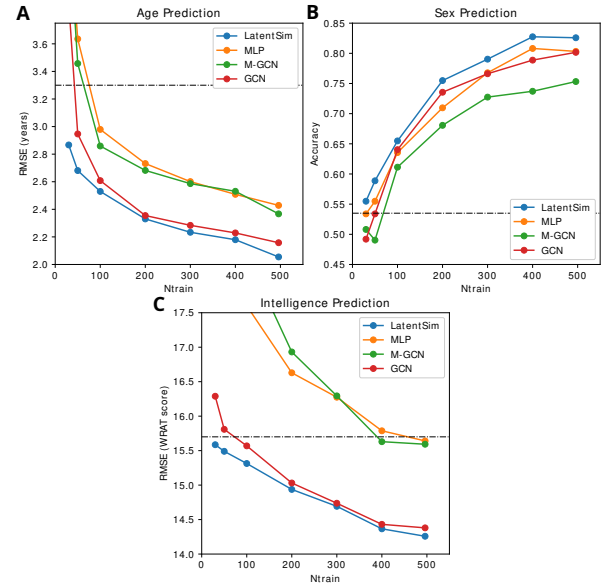 A
Age Prediction
RMSE (years)
3.6
3.4
3.2
3.0
2.8
2.6
2.4
2.2
2.0
0 100 200 300 400 500
Ntrain
LatentSim
MLP
M-GCN
GCN
B
Sex Prediction
Accuracy
0.85
0.80
0.75
0.70
0.65
0.60
0.55
0.50
0.45
0 100 200 300 400 500
Ntrain
LatentSim
MLP
M-GCN
GCN
C
Intelligence Prediction
RMSE (WRAT score)
17.5
17.0
16.5
16.0
15.5
15.0
14.5
14.0
0 100 200 300 400 500
Ntrain
LatentSim
MLP
M-GCN
GCN